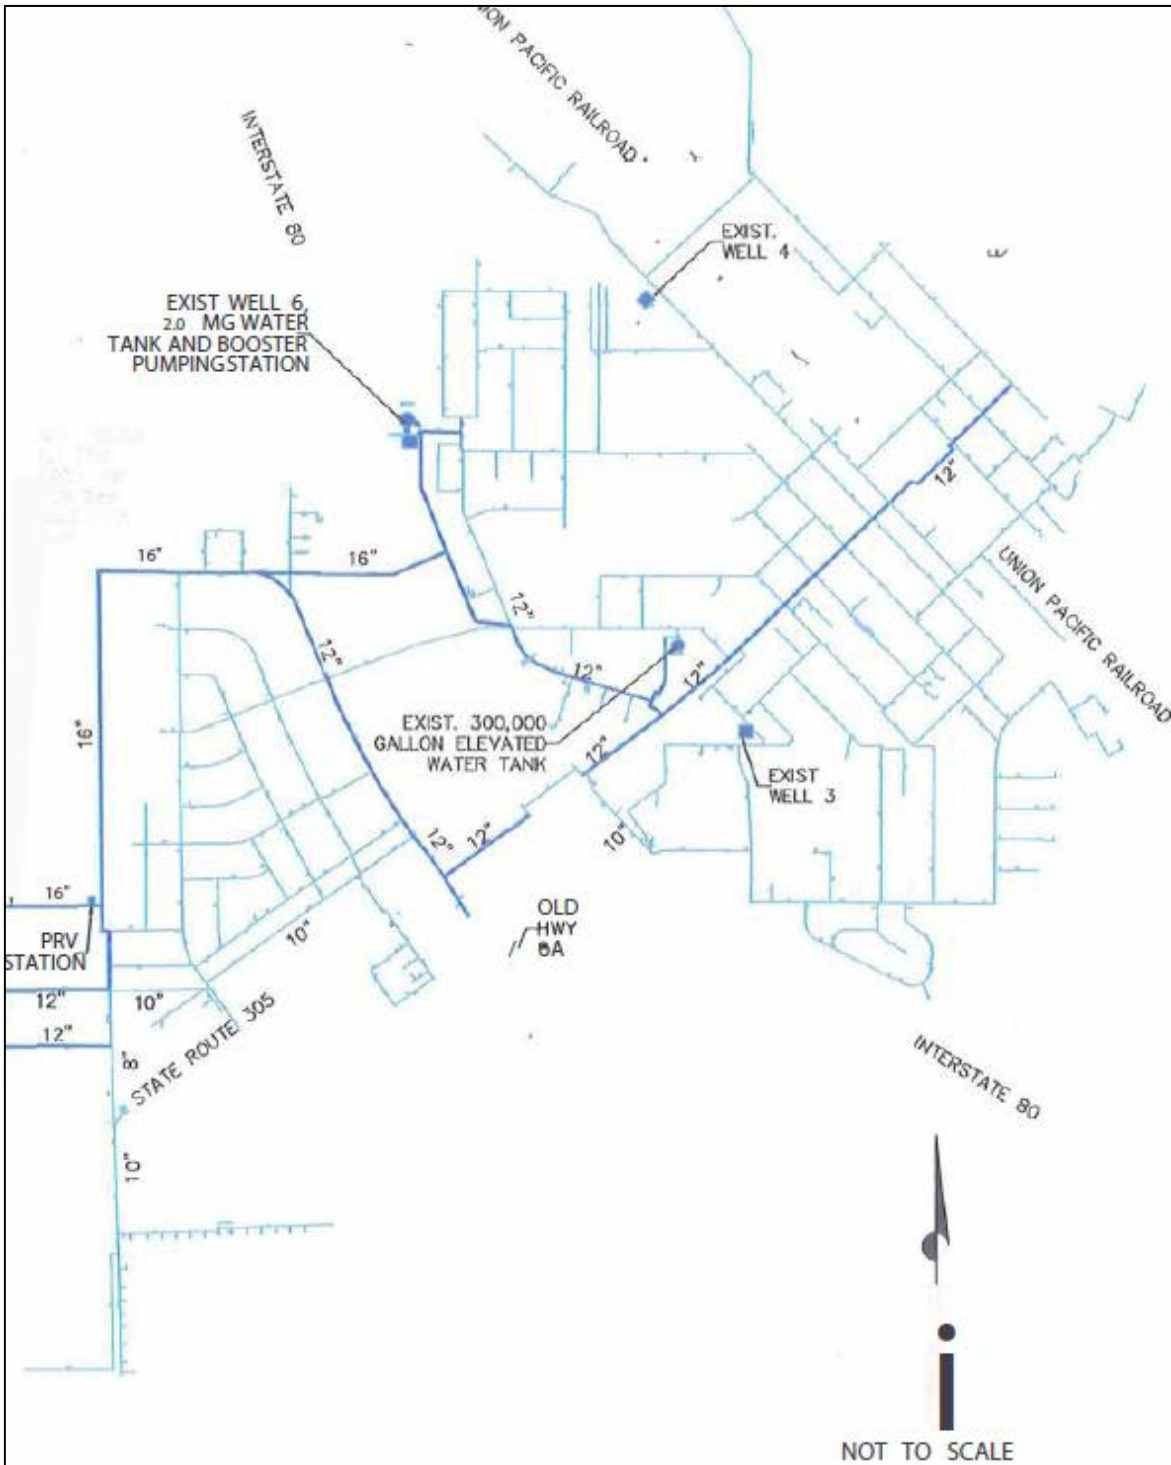 UNION PACIFIC RAILROAD
INTERSTATE 80
EXIST.
WELL 4
EXIST WELL 6,
2.0 MG WATER
TANK AND BOOSTER
PUMPINGSTATION
12"
16"
16"
UNION PACIFIC RAILROAD
12"
12"
12"
12"
16"
EXIST. 300,000
GALLON ELEVATED
WATER TANK
12"
EXIST
WELL 3
10"
12"
12"
16"
OLD
HWY
8A
10"
PRV
STATION
12"
10"
12"
8"
STATE ROUTE 305
INTERSTATE 80
10"
NOT TO SCALE